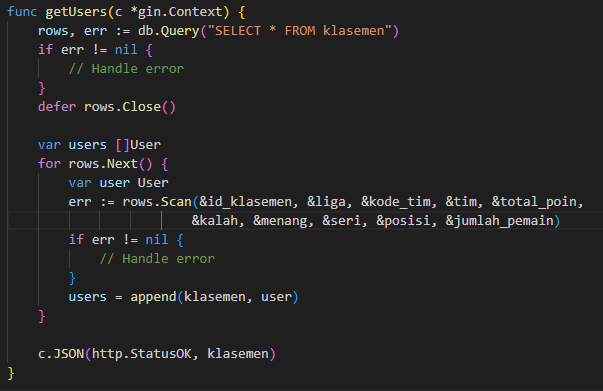 func getUsers(c *gin.Context) {
    rows, err := db.Query("SELECT * FROM klasemen")
    if err != nil {
        // Handle error
    }
    defer rows.Close()

    var users []User
    for rows.Next() {
        var user User
        err := rows.Scan(&id_klasemen, &liga, &kode_tim, &tim, &total_poin,
                        &kalah, &menang, &seri, &posisi, &jumlah_pemain)
        if err != nil {
            // Handle error
        }
        users = append(klasemen, user)
    }

    c.JSON(http.StatusOK, klasemen)
}